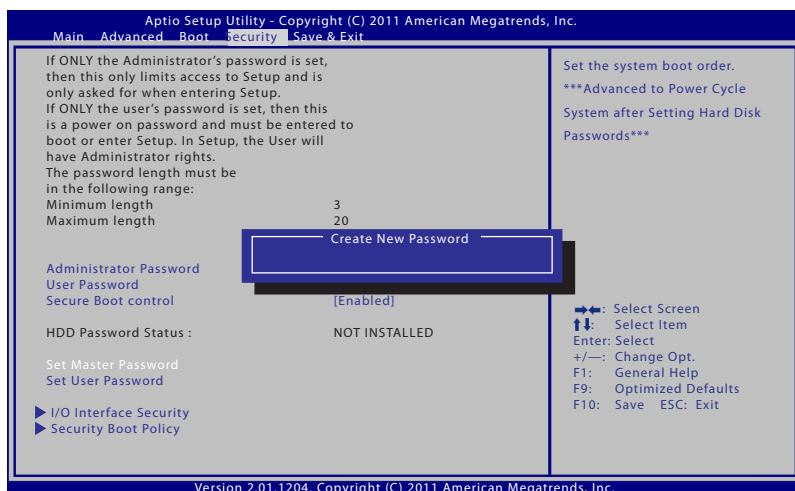 Aptio Setup Utility - Copyright (C) 2011 American Megatrends, Inc.
Main Advanced Boot Security Save & Exit
If ONLY the Administrator's password is set,
then this only limits access to Setup and is
only asked for when entering Setup.
If ONLY the user's password is set, then this
is a power on password and must be entered to
boot or enter Setup. In Setup, the User will
have Administrator rights.
The password length must be
in the following range:
Minimum length 3
Maximum length 20
Create New Password
Administrator Password
User Password
Secure Boot control [Enabled]
HDD Password Status : NOT INSTALLED
Set Master Password
Set User Password
I/O Interface Security
Security Boot Policy
Set the system boot order.
***Advanced to Power Cycle
System after Setting Hard Disk
Passwords***
→←: Select Screen
↑↓: Select Item
Enter: Select
+/—: Change Opt.
F1: General Help
F9: Optimized Defaults
F10: Save ESC: Exit
Version 2.01.1204. Copyright (C) 2011 American Megatrends, Inc.